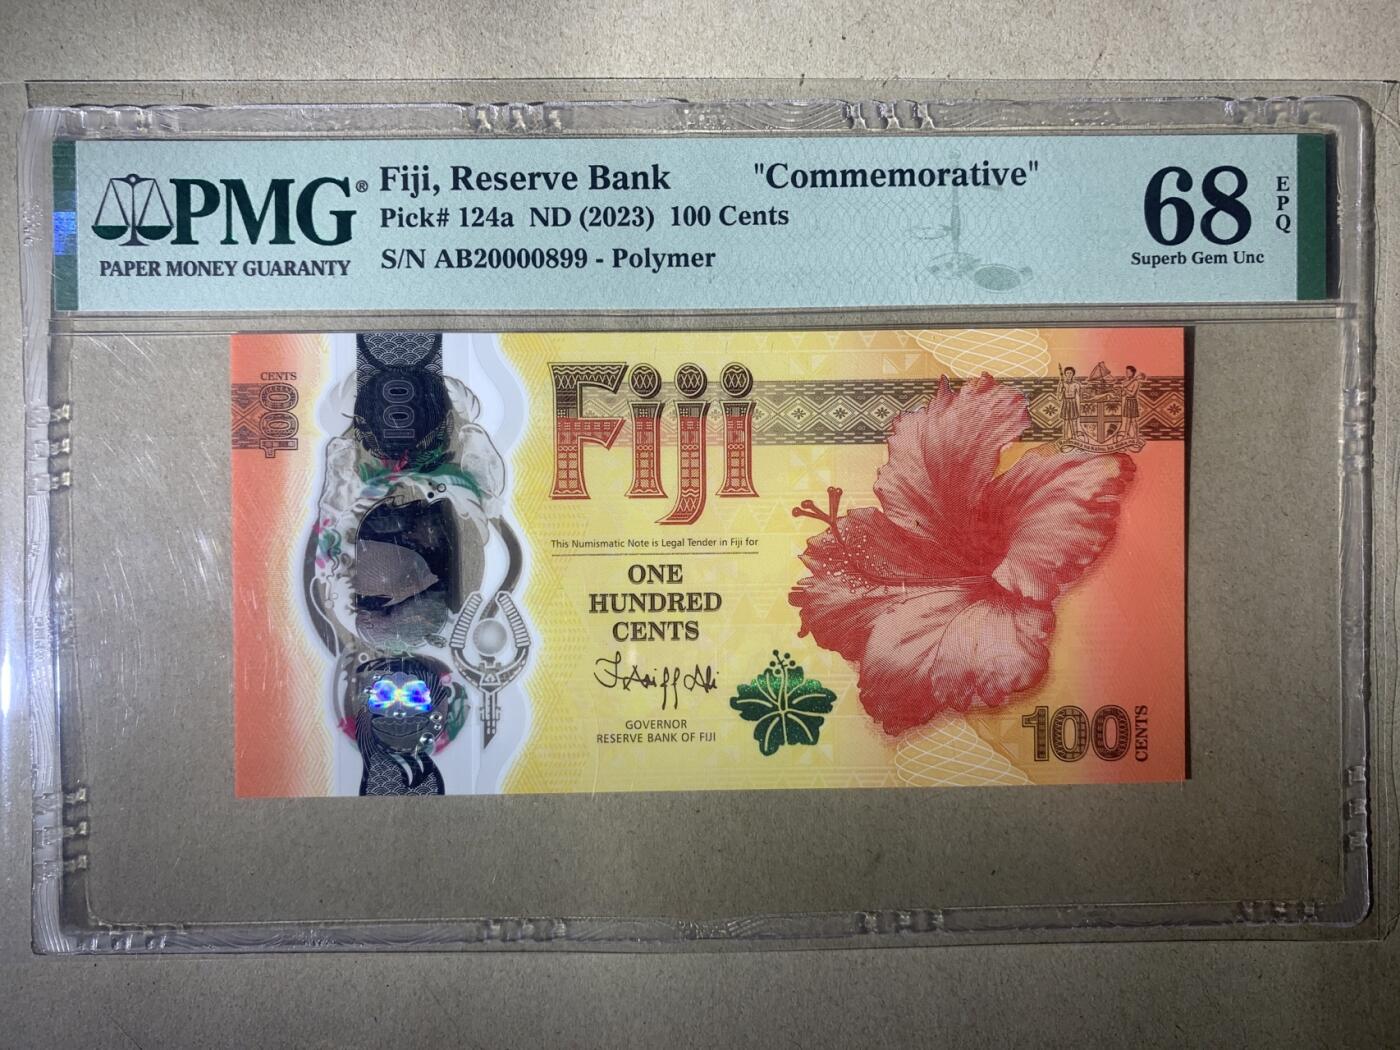 PMG®
PAPER MONEY GUARANTY
Fiji, Reserve Bank "Commemorative"
Pick# 124a ND (2023) 100 Cents
S/N AB20000899 - Polymer
68
EPQ
Superb Gem Unc
CENTS
100
100
Fiji
This Numismatic Note is Legal Tender in Fiji for
ONE
HUNDRED
CENTS
GOVERNOR
RESERVE BANK OF FIJI
100
CENTS